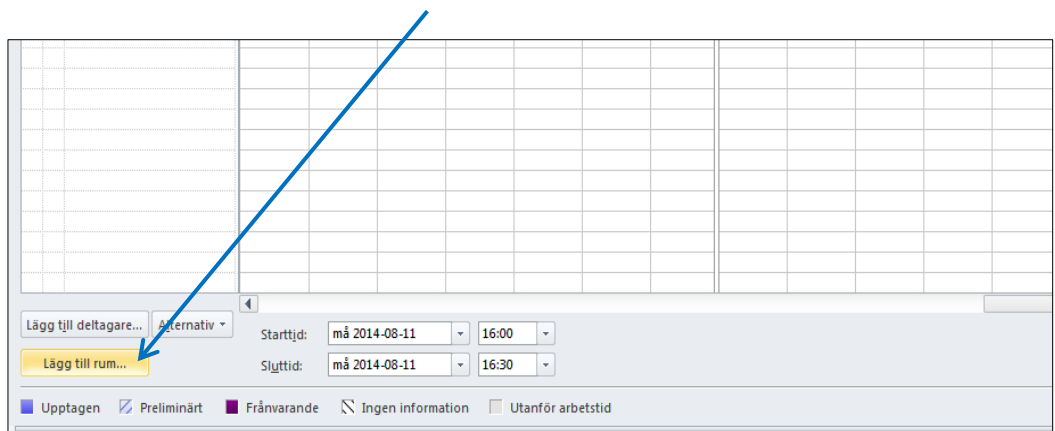 Lägg till deltagare... Alternativ
Starttid: må 2014-08-11 16:00
Lägg till rum...
Sluttid: må 2014-08-11 16:30
Upptagen Preliminärt Frånvarande Ingen information Utanför arbetstid